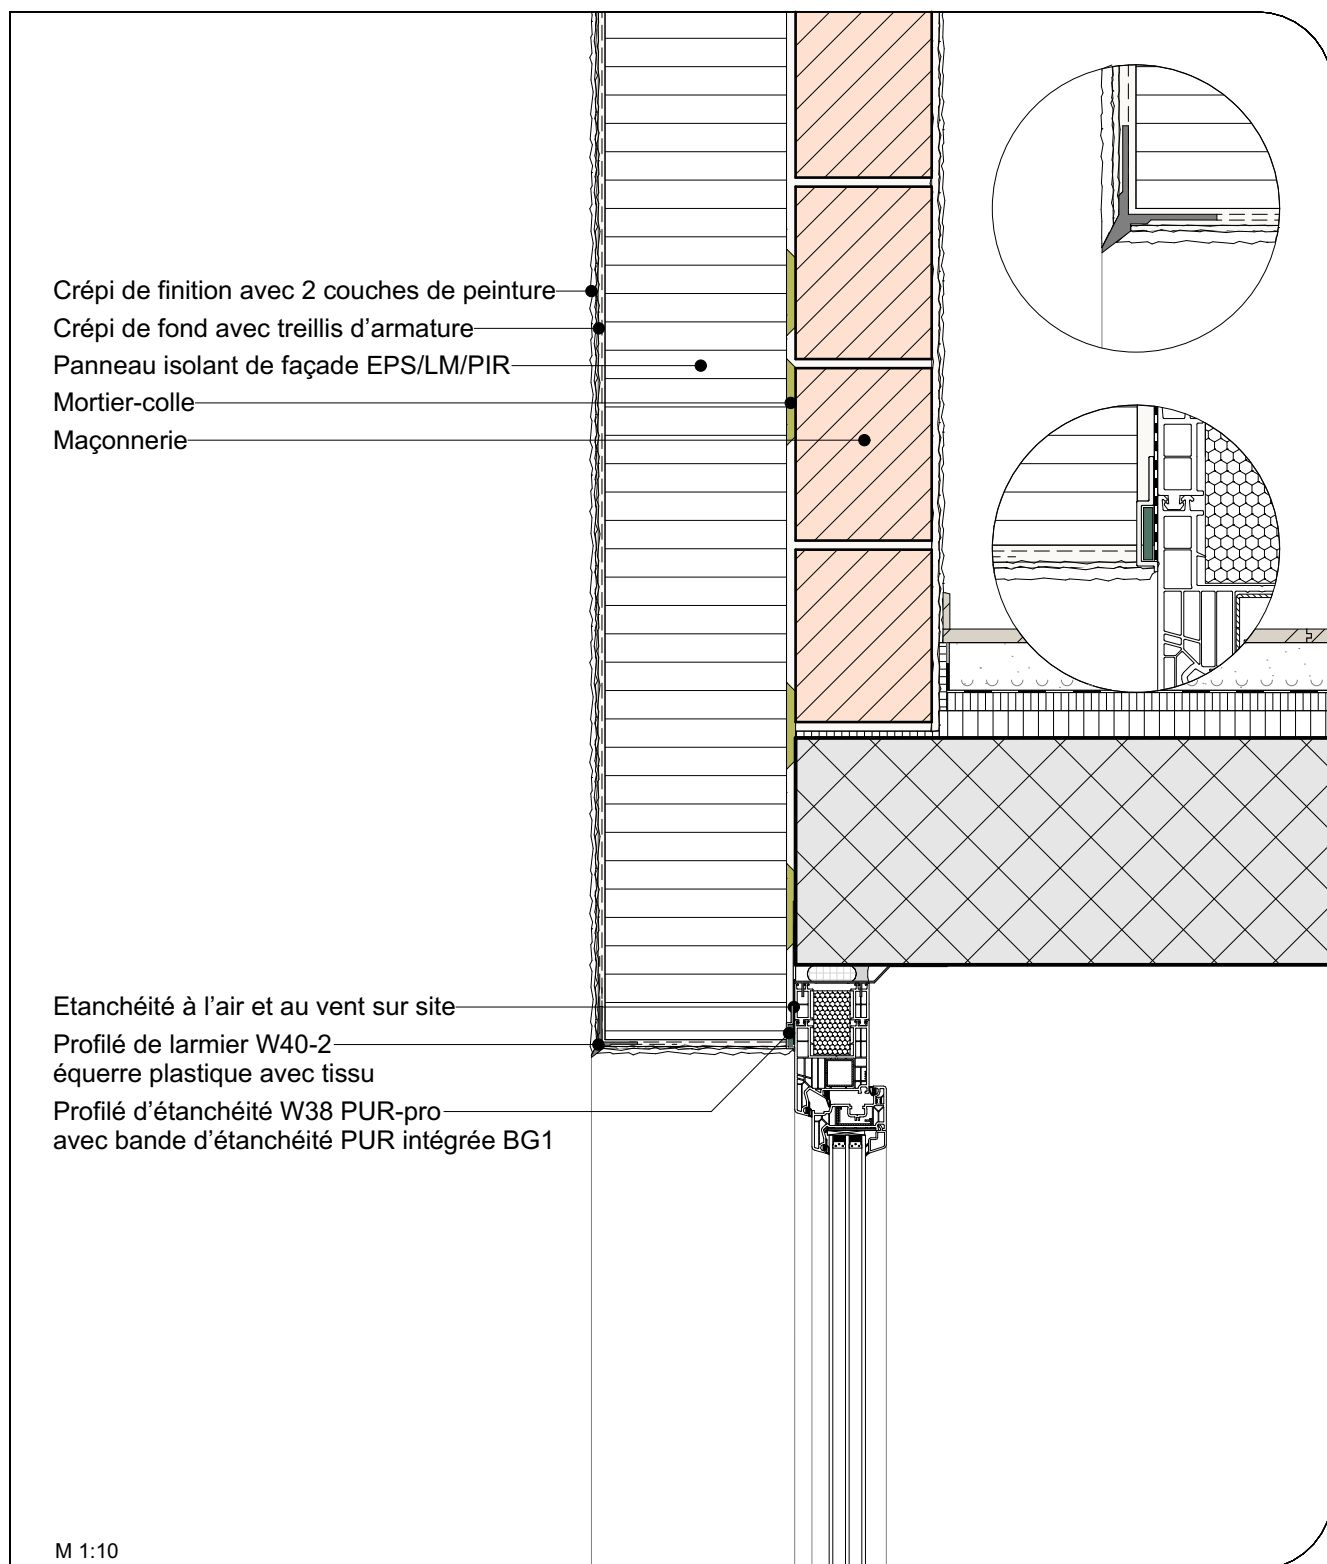 Crépi de finition avec 2 couches de peinture
Crépi de fond avec treillis d'armature
Panneau isolant de façade EPS/LM/PIR
Mortier-colle
Maçonnerie
Etanchéité à l’air et au vent sur site
Profilé de larmier W40-2
équerre plastique avec tissu
Profilé d’étanchéité W38 PUR-pro
avec bande d’étanchéité PUR intégrée BG1
M 1:10